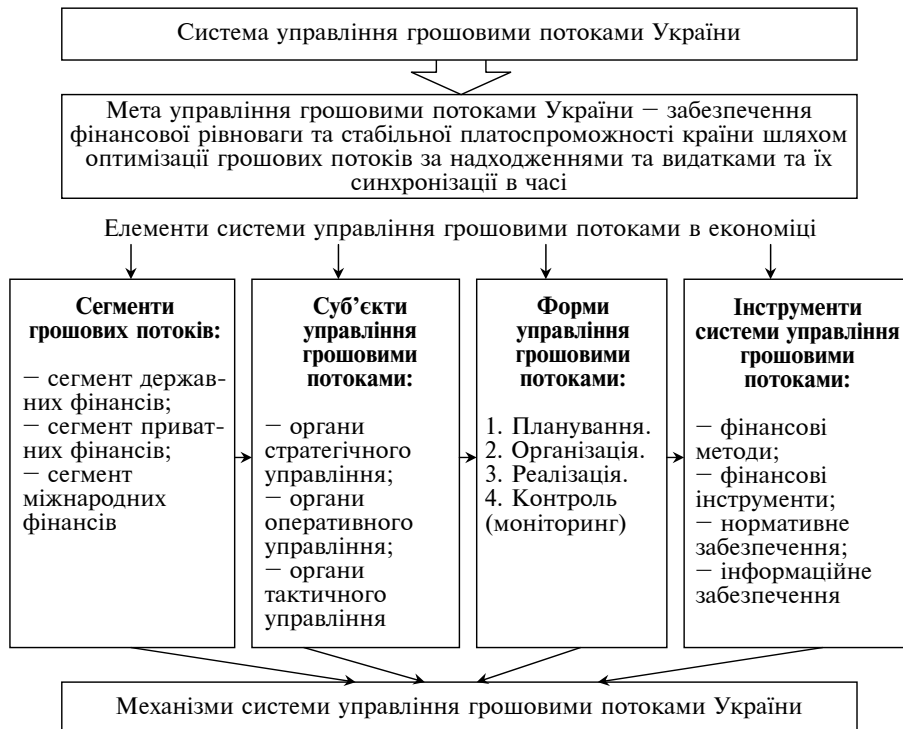 Система управління грошовими потоками України
Мета управління грошовими потоками України − забезпечення
фінансової рівноваги та стабільної платоспроможності країни шляхом
оптимізації грошових потоків за надходженнями та видатками та їх
синхронізації в часі
Елементи системи управління грошовими потоками в економіці
Сегменти
грошових потоків:
− сегмент держав-
них фінансів;
− сегмент приват-
них фінансів;
− сегмент
міжнародних
фінансів
Суб’єкти
управління
грошовими
потоками:
− органи
стратегічного
управління;
− органи
оперативного
управління;
− органи
тактичного
управління
Форми
управління
грошовими
потоками:
1. Планування.
2. Організація.
3. Реалізація.
4. Контроль
(моніторинг)
Інструменти
системи управління
грошовими
потоками:
− фінансові
методи;
− фінансові
інструменти;
− нормативне
забезпечення;
− інформаційне
забезпечення
Механізми системи управління грошовими потоками України